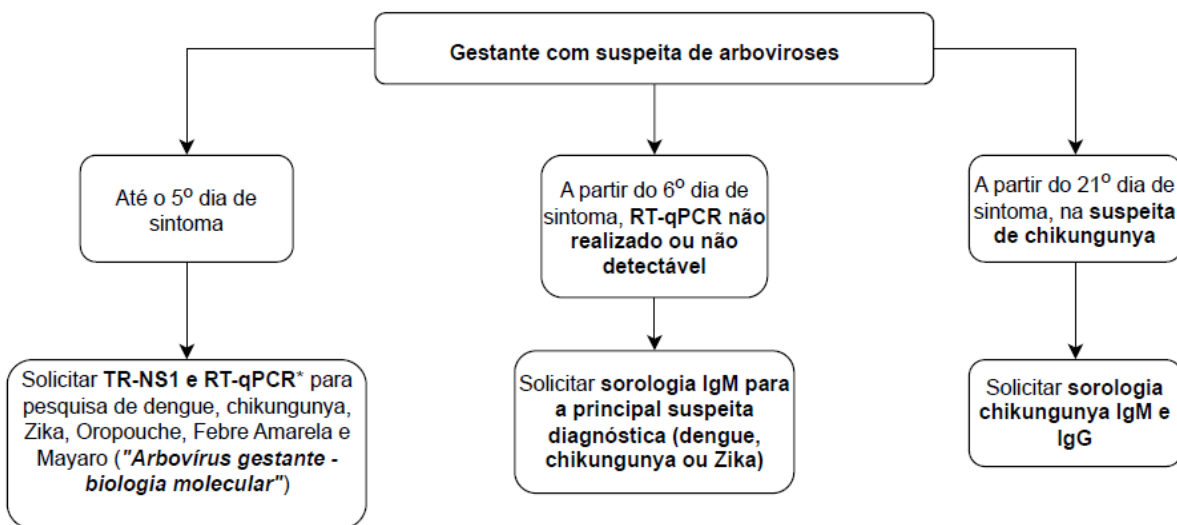 Gestante com suspeita de arboviroses
Até o 5º dia de
sintoma
A partir do 6º dia de
sintoma, RT-qPCR não
realizado ou não
detectável
A partir do 21º dia de
sintoma, na suspeita
de chikungunya
Solicitar TR-NS1 e RT-qPCR* para
pesquisa de dengue, chikungunya,
Zika, Oropouche, Febre Amarela e
Mayaro ("Arbovírus gestante -
biologia molecular")
Solicitar sorologia IgM para
a principal suspeita
diagnóstica (dengue,
chikungunya ou Zika)
Solicitar sorologia
chikungunya IgM e
IgG